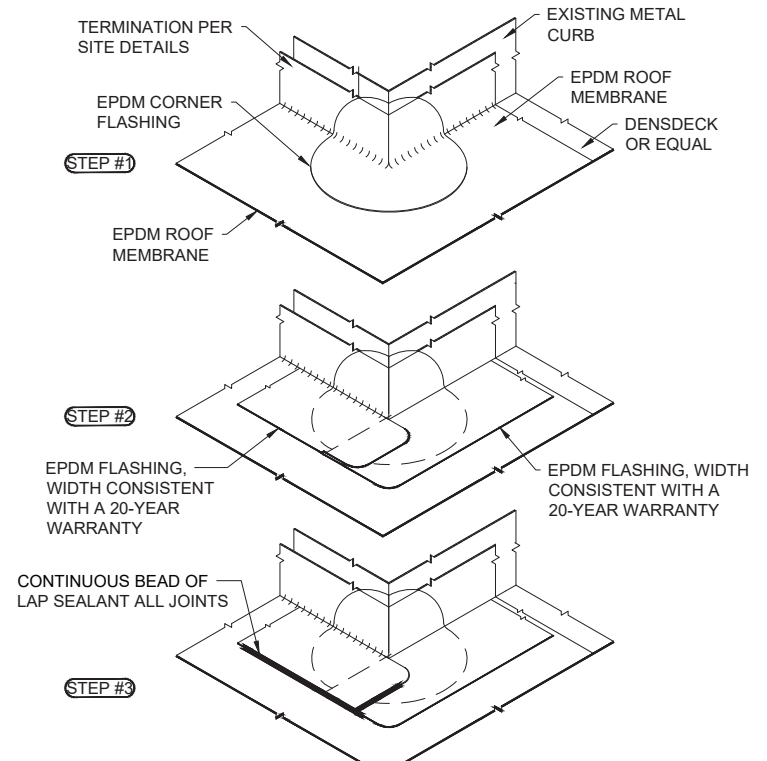 TERMINATION PER
SITE DETAILS
EXISTING METAL
CURB
EPDM CORNER
FLASHING
EPDM ROOF
MEMBRANE
DENSDECK
OR EQUAL
STEP #1
EPDM ROOF
MEMBRANE
STEP #2
EPDM FLASHING,
WIDTH CONSISTENT
WITH A 20-YEAR
WARRANTY
EPDM FLASHING, WIDTH
CONSISTENT WITH A
20-YEAR WARRANTY
CONTINUOUS BEAD OF
LAP SEALANT ALL JOINTS
STEP #3